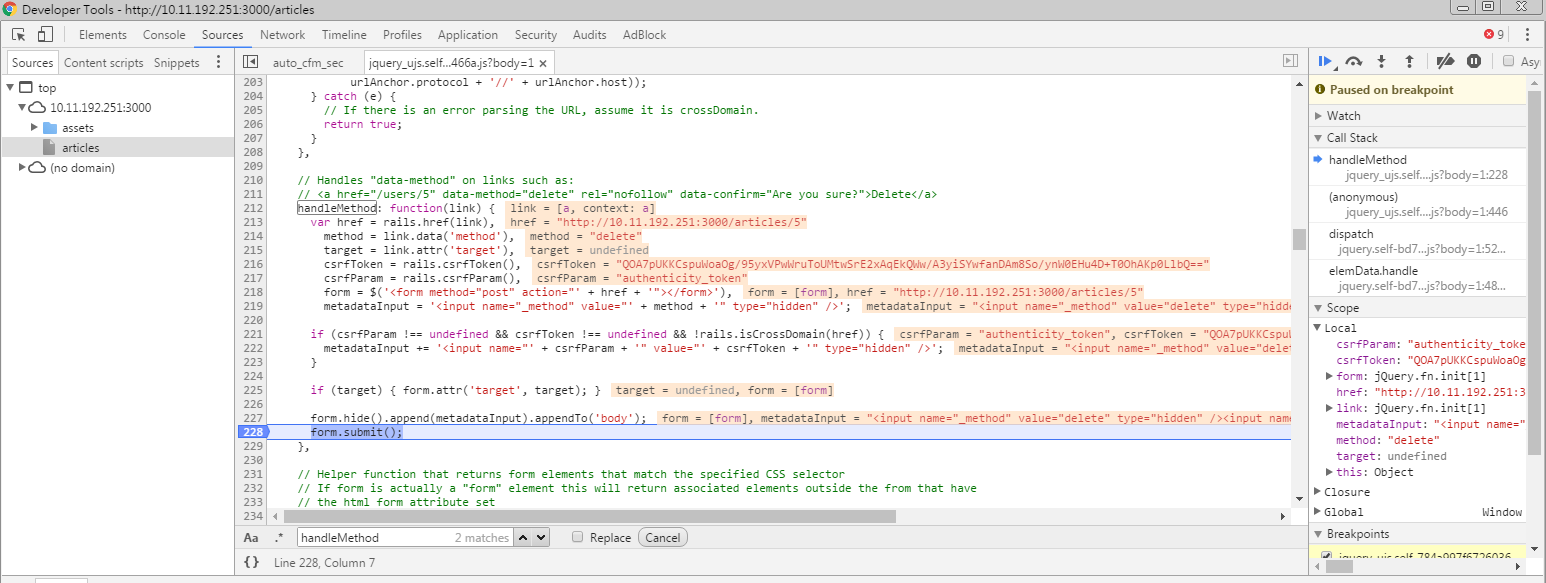 Developer Tools - http://10.11.192.251:3000/articles
Elements Console Sources Network Timeline Profiles Application Security Audits AdBlock 9
Sources Content scripts Snippets
auto_cfm_sec jquery_ujs.self...466a.js?body=1 ×
Asy
top
10.11.192.251:3000
assets
articles
(no domain)
203 urlAnchor.protocol + '//' + urlAnchor.host));
204 } catch (e) {
205 // If there is an error parsing the URL, assume it is crossDomain.
206 return true;
207 }
208 },
209
210 // Handles "data-method" on links such as:
211 // <a href="/users/5" data-method="delete" rel="nofollow" data-confirm="Are you sure?">Delete</a>
212 handleMethod: function(link) { link = [a, context: a]
213 var href = rails.href(link), href = "http://10.11.192.251:3000/articles/5"
214 method = link.data('method'), method = "delete"
215 target = link.attr('target'), target = undefined
216 csrfToken = rails.csrfToken(), csrfToken = "QOA7pUKKCspuWoaOg/95yxVPwWruToUMtwSrE2xAqEkQWw/A3yiSYwfanDAm8So/ynW0EHu4D+T0OhAKp0LlbQ=="
217 csrfParam = rails.csrfParam(), csrfParam = "authenticity_token"
218 form = $('<form method="post" action="' + href + '"></form>'), form = [form], href = "http://10.11.192.251:3000/articles/5"
219 metadataInput = '<input name="_method" value="' + method + '" type="hidden" />'; metadataInput = "<input name="_method" value="delete" type="hidde
220
221 if (csrfParam !== undefined && csrfToken !== undefined && !rails.isCrossDomain(href)) { csrfParam = "authenticity_token", csrfToken = "QOA7pUKKCspu
222 metadataInput += '<input name="' + csrfParam + '" value="' + csrfToken + '" type="hidden" />'; metadataInput = "<input name="_method" value="delet
223 }
224
225 if (target) { form.attr('target', target); } target = undefined, form = [form]
226
227 form.hide().append(metadataInput).appendTo('body'); form = [form], metadataInput = "<input name="_method" value="delete" type="hidden" /><input name
228 form.submit();
229 },
230
231 // Helper function that returns form elements that match the specified CSS selector
232 // If form is actually a "form" element this will return associated elements outside the from that have
233 // the html form attribute set
234
Aa .* handleMethod 2 matches Replace Cancel
{} Line 228, Column 7
Paused on breakpoint
Watch
Call Stack
handleMethod
jquery_ujs.self....js?body=1:228
(anonymous)
jquery_ujs.self....js?body=1:446
dispatch
jquery.self-bd7...js?body=1:52...
elemData.handle
jquery.self-bd7...js?body=1:48...
Scope
Local
csrfParam: "authenticity_toke
csrfToken: "QOA7pUKKCspuWoaOg
form: jQuery.fn.init[1]
href: "http://10.11.192.251:3
link: jQuery.fn.init[1]
metadataInput: "<input name="
method: "delete"
target: undefined
this: Object
Closure
Global Window
Breakpoints